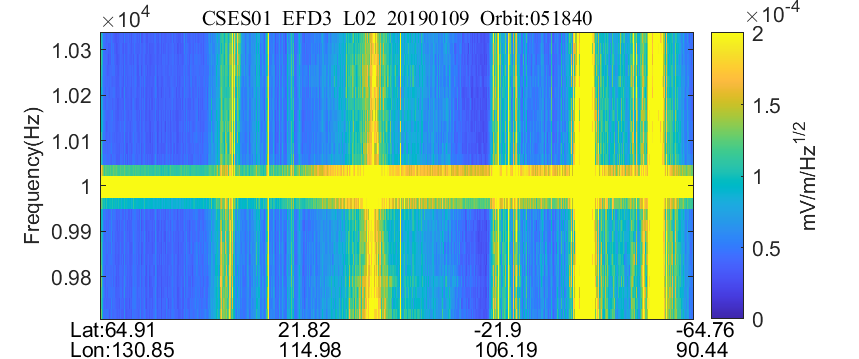 ×10⁴ CSES01 EFD3 L02 20190109 Orbit:051840 ×10⁻⁴
1.03
1.02
1.01
1
0.99
0.98
Frequency(Hz)
2
1.5
1
0.5
0
mV/m/Hz^1/2
Lat:64.91 21.82 -21.9 -64.76
Lon:130.85 114.98 106.19 90.44